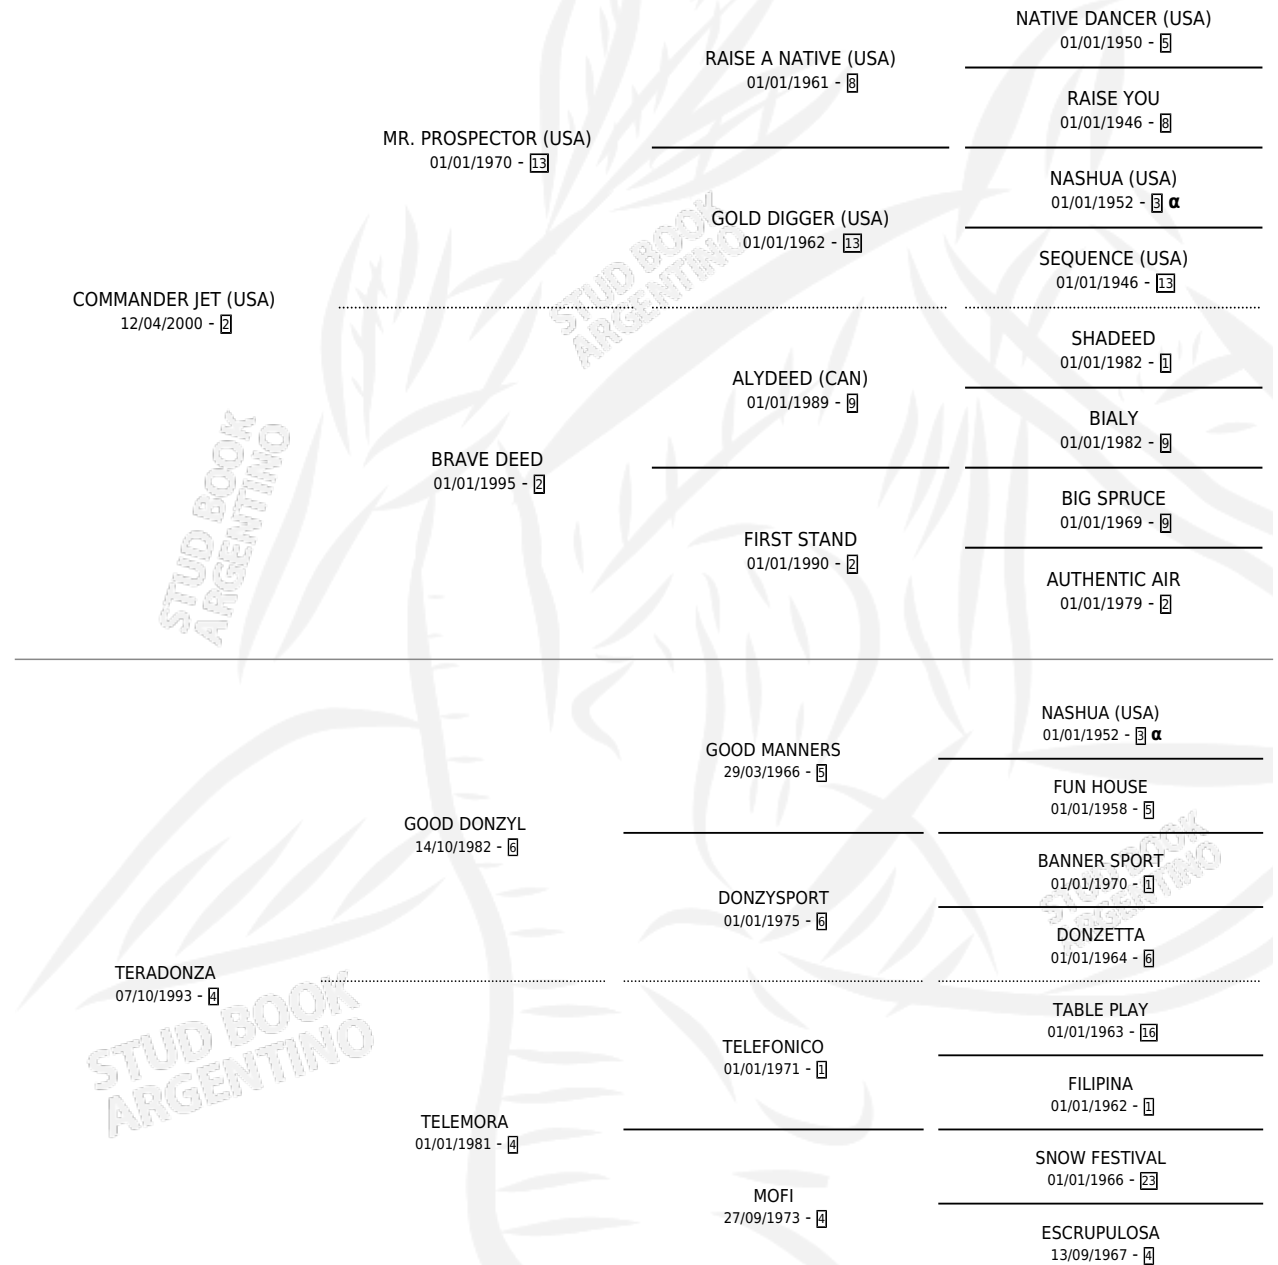 NATIVE DANCER (USA)
01/01/1950 - 5
RAISE A NATIVE (USA)
01/01/1961 - 8
RAISE YOU
01/01/1946 - 8
MR. PROSPECTOR (USA)
01/01/1970 - 13
NASHUA (USA)
01/01/1952 - 3 α
GOLD DIGGER (USA)
01/01/1962 - 13
SEQUENCE (USA)
01/01/1946 - 13
COMMANDER JET (USA)
12/04/2000 - 2
SHADEED
01/01/1982 - 1
ALYDEED (CAN)
01/01/1989 - 9
BIALY
01/01/1982 - 9
BRAVE DEED
01/01/1995 - 2
BIG SPRUCE
01/01/1969 - 9
FIRST STAND
01/01/1990 - 2
AUTHENTIC AIR
01/01/1979 - 2
NASHUA (USA)
01/01/1952 - 3 α
GOOD MANNERS
29/03/1966 - 5
FUN HOUSE
01/01/1958 - 5
GOOD DONZYL
14/10/1982 - 6
BANNER SPORT
01/01/1970 - 1
DONZYSPORT
01/01/1975 - 6
DONZETTA
01/01/1964 - 6
TERADONZA
07/10/1993 - 4
TABLE PLAY
01/01/1963 - 16
TELEFONICO
01/01/1971 - 1
FILIPINA
01/01/1962 - 1
TELEMORA
01/01/1981 - 4
SNOW FESTIVAL
01/01/1966 - 23
MOFI
27/09/1973 - 4
ESCRUPULOSA
13/09/1967 - 4
STUD BOOK
ARGENTINO
STUD BOOK
ARGENTINO
STUD BOOK
ARGENTINO
STUD BOOK
ARGENTINO